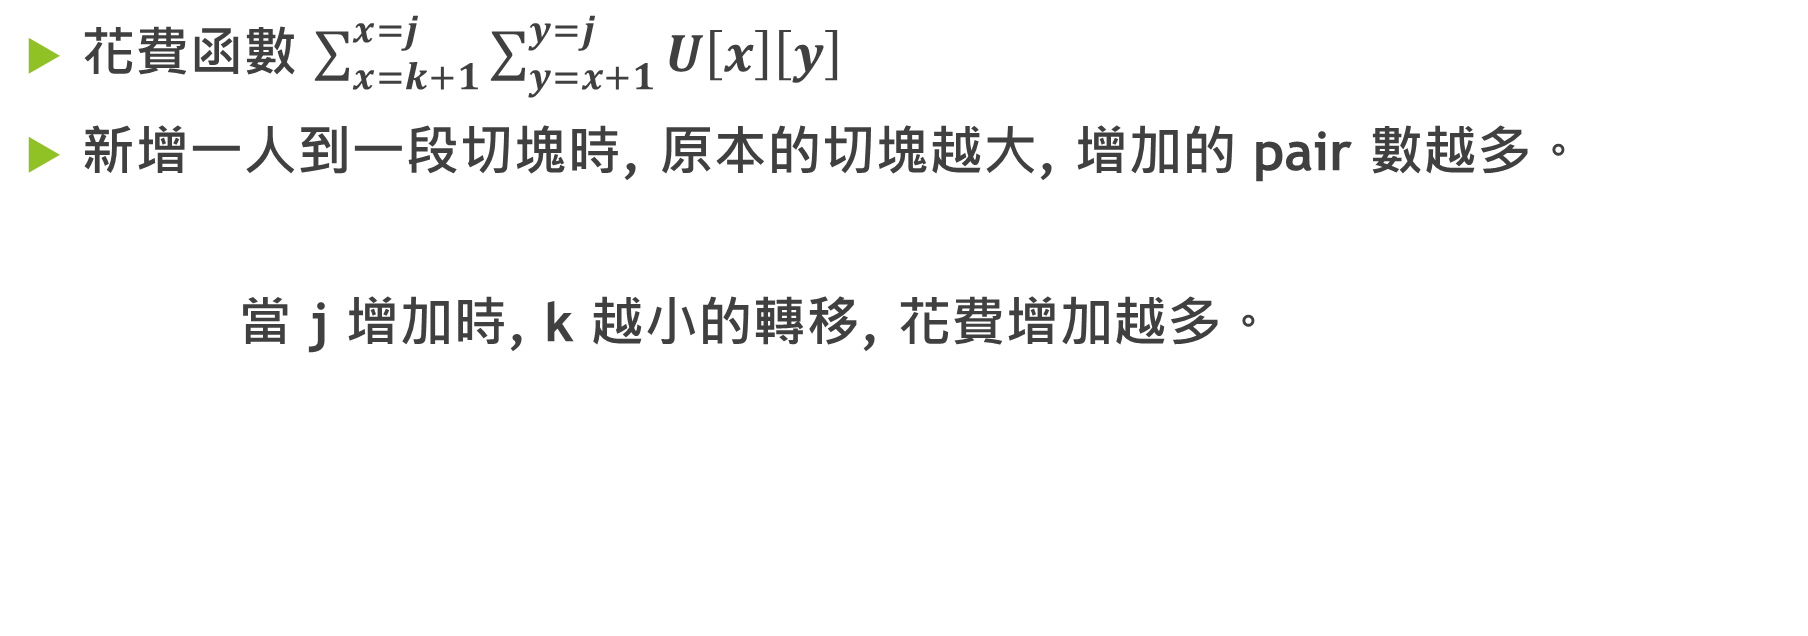 ▶ 花費函數 $\sum_{x=k+1}^{x=j} \sum_{y=x+1}^{y=j} U[x][y]$
▶ 新增一人到一段切塊時, 原本的切塊越大, 增加的 pair 數越多。
當 j 增加時, k 越小的轉移, 花費增加越多。